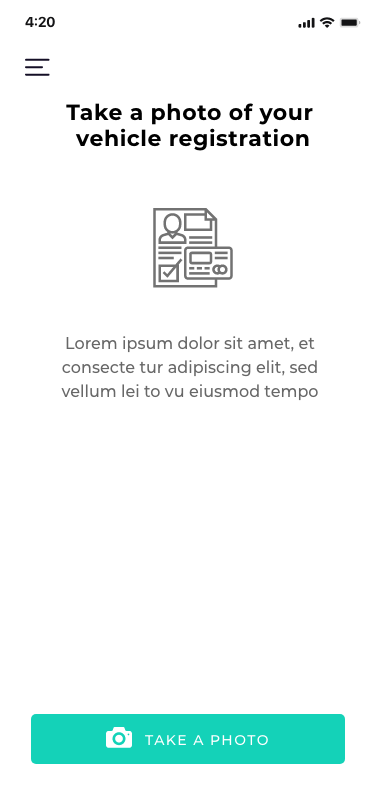 4:20
Take a photo of your
vehicle registration
Lorem ipsum dolor sit amet, et
consecte tur adipiscing elit, sed
vellum lei to vu eiusmod tempo
TAKE A PHOTO